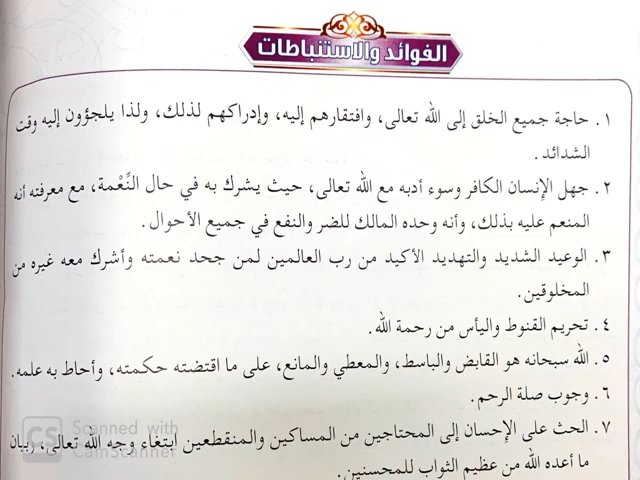 الفوائد والاستنباطات
١. حاجة جميع الخلق إلى الله تعالى، وافتقارهم إليه، وإدراكهم لذلك، ولذا يلجؤون إليه وقت
الشدائد.
٢. جهل الإنسان الكافر وسوء أدبه مع الله تعالى، حيث يشرك به في حال النِّعْمة، مع معرفته أنه
المنعم عليه بذلك، وأنه وحده المالك للضر والنفع في جميع الأحوال.
٣. الوعيد الشديد والتهديد الأكيد من رب العالمين لمن جحد نعمته وأشرك معه غيره من
المخلوقين.
٤. تحريم القنوط واليأس من رحمة الله.
٥. الله سبحانه هو القابض والباسط، والمعطي والمانع، على ما اقتضته حكمته، وأحاط به علمه.
٦. وجوب صلة الرحم.
٧. الحث على الإحسان إلى المحتاجين من المساكين والمنقطعين ابتغاء وجه الله تعالى، وبيان
ما أعده الله من عظيم الثواب للمحسنين.
CS Scanned with
CamScanner